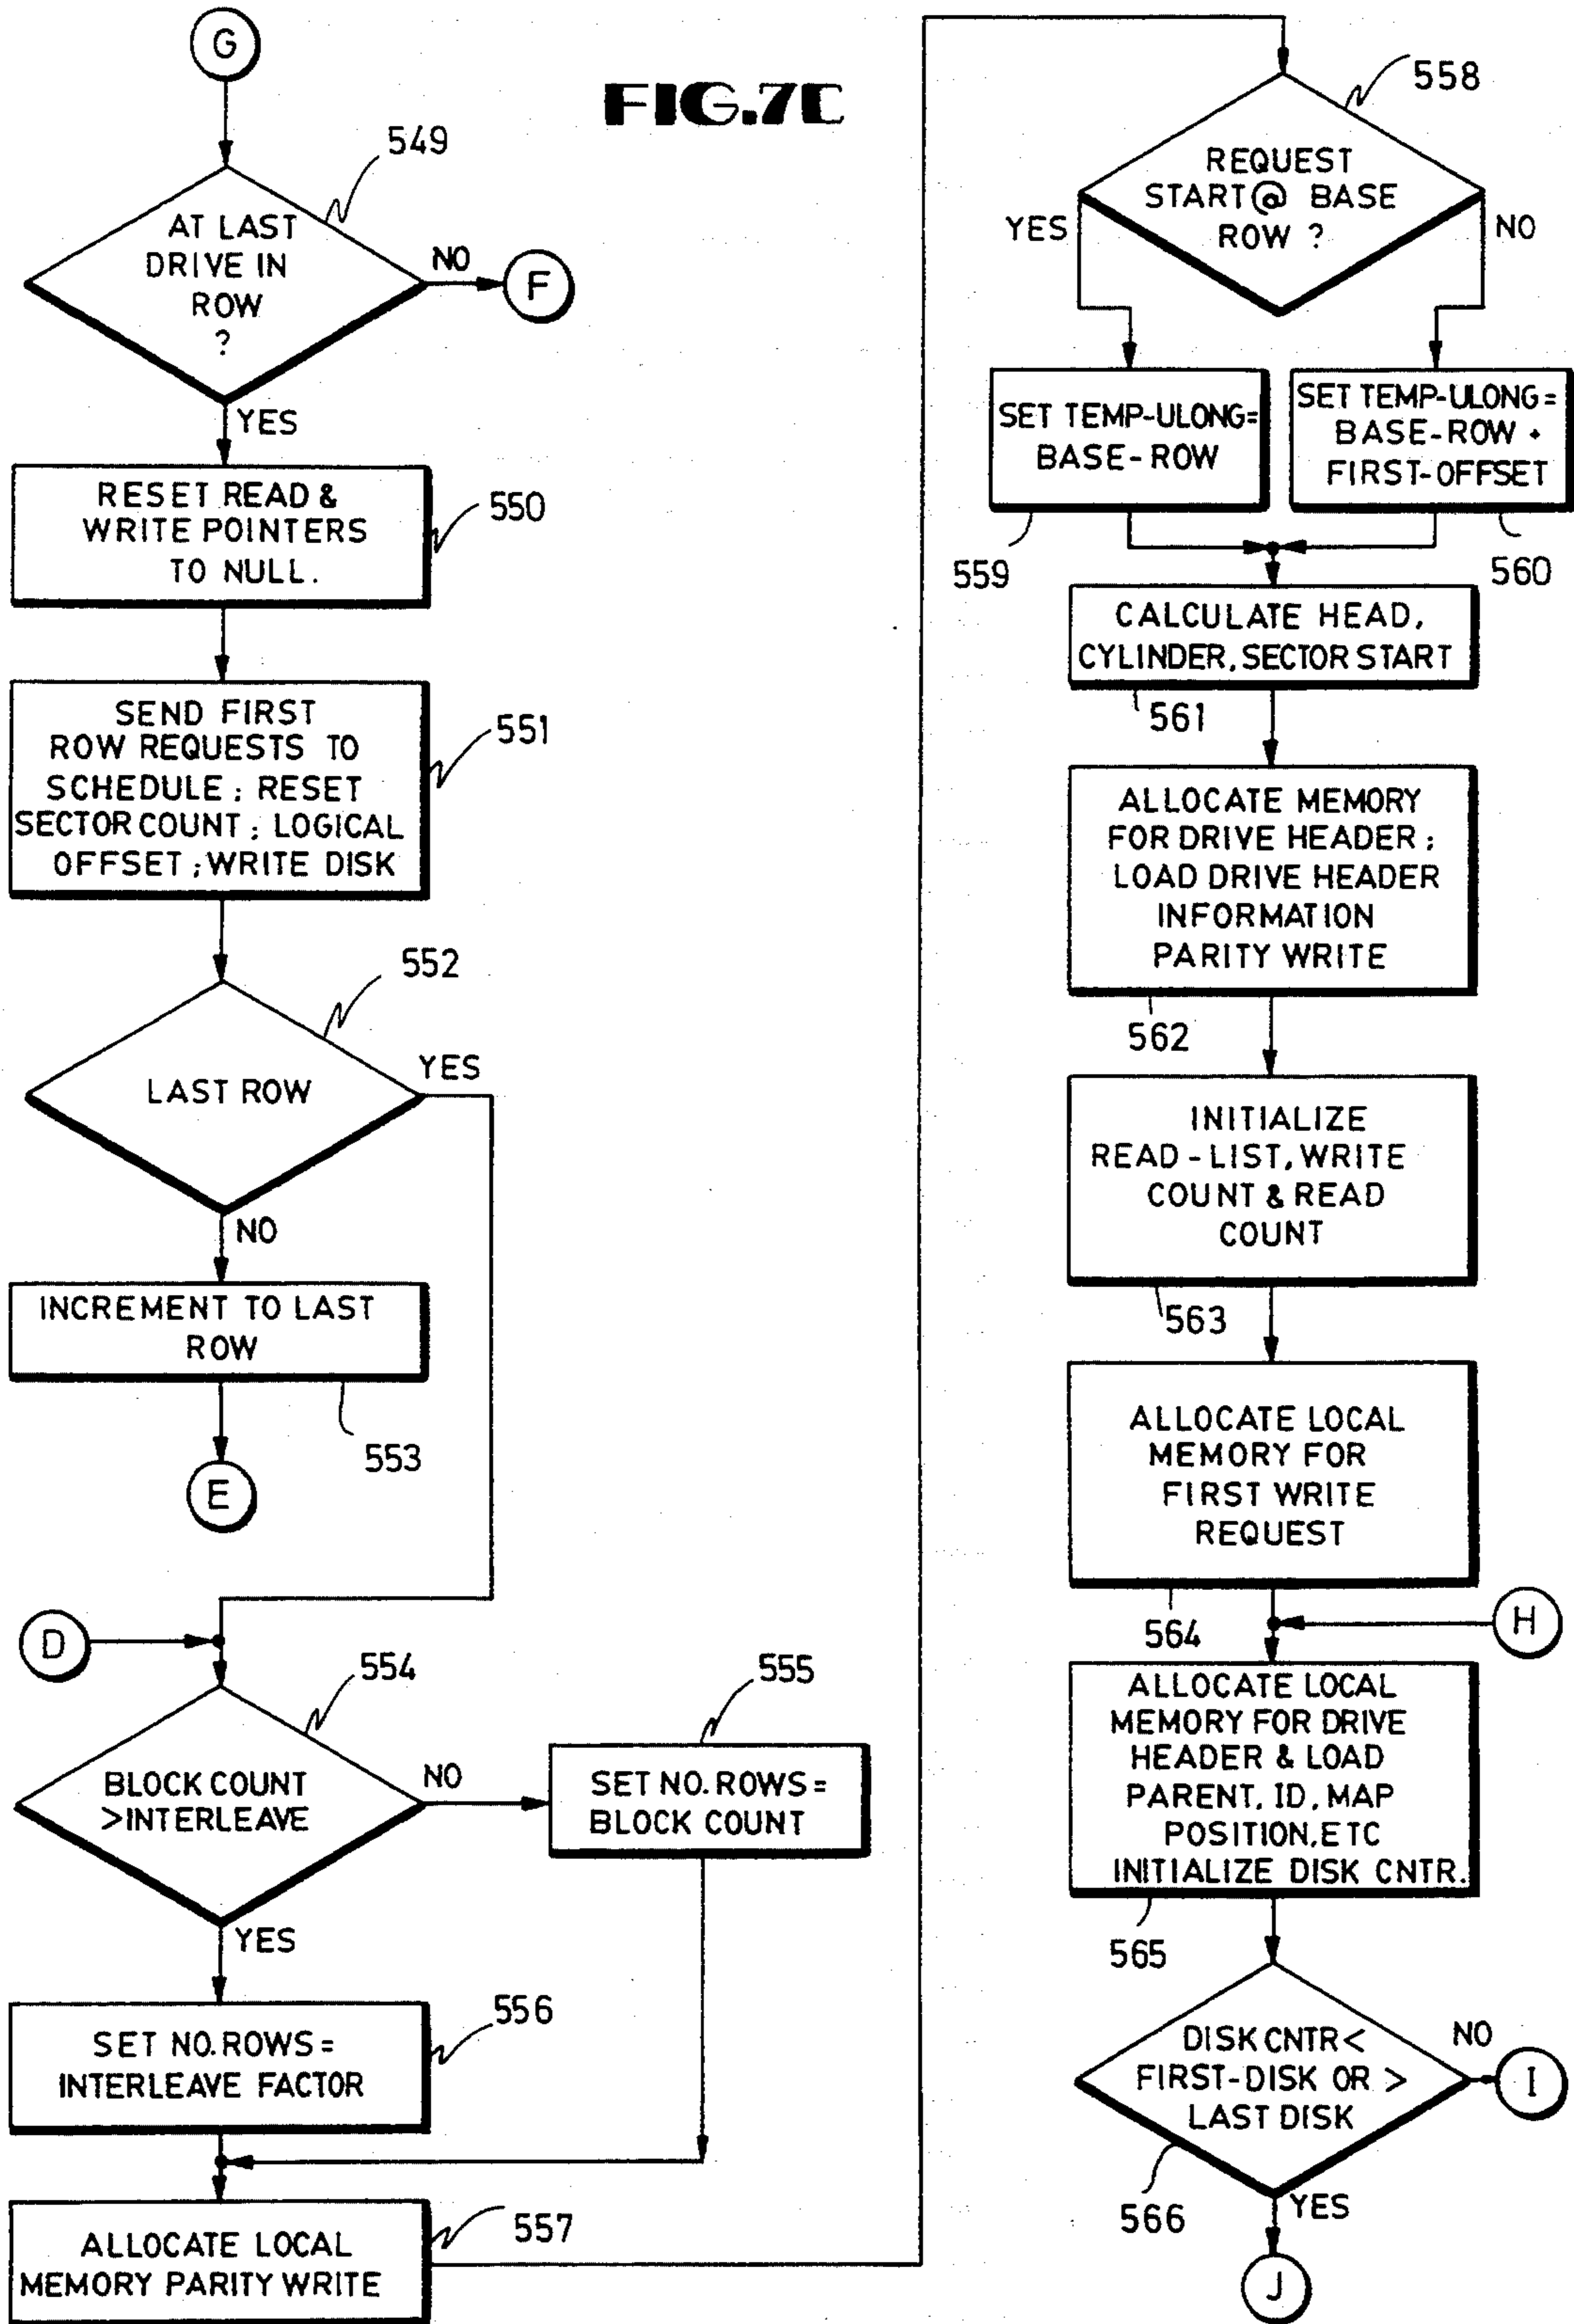 G
FIG.7C
549
AT LAST
DRIVE IN
ROW
?
NO
F
YES
RESET READ &
WRITE POINTERS
TO NULL.
550
SEND FIRST
ROW REQUESTS TO
SCHEDULE; RESET
SECTOR COUNT; LOGICAL
OFFSET; WRITE DISK
551
552
LAST ROW
YES
NO
INCREMENT TO LAST
ROW
553
E
D
554
BLOCK COUNT
>INTERLEAVE
NO
555
SET NO. ROWS =
BLOCK COUNT
YES
SET NO. ROWS =
INTERLEAVE FACTOR
556
ALLOCATE LOCAL
MEMORY PARITY WRITE
557
558
REQUEST
START @ BASE
ROW ?
YES
NO
SET TEMP-ULONG=
BASE-ROW
559
SET TEMP-ULONG=
BASE-ROW +
FIRST-OFFSET
560
CALCULATE HEAD,
CYLINDER, SECTOR START
561
ALLOCATE MEMORY
FOR DRIVE HEADER;
LOAD DRIVE HEADER
INFORMATION
PARITY WRITE
562
INITIALIZE
READ-LIST, WRITE
COUNT & READ
COUNT
563
ALLOCATE LOCAL
MEMORY FOR
FIRST WRITE
REQUEST
564
H
ALLOCATE LOCAL
MEMORY FOR DRIVE
HEADER & LOAD
PARENT, ID, MAP
POSITION, ETC
INITIALIZE DISK CNTR.
565
DISK CNTR<
FIRST-DISK OR >
LAST DISK
NO
I
566
YES
J